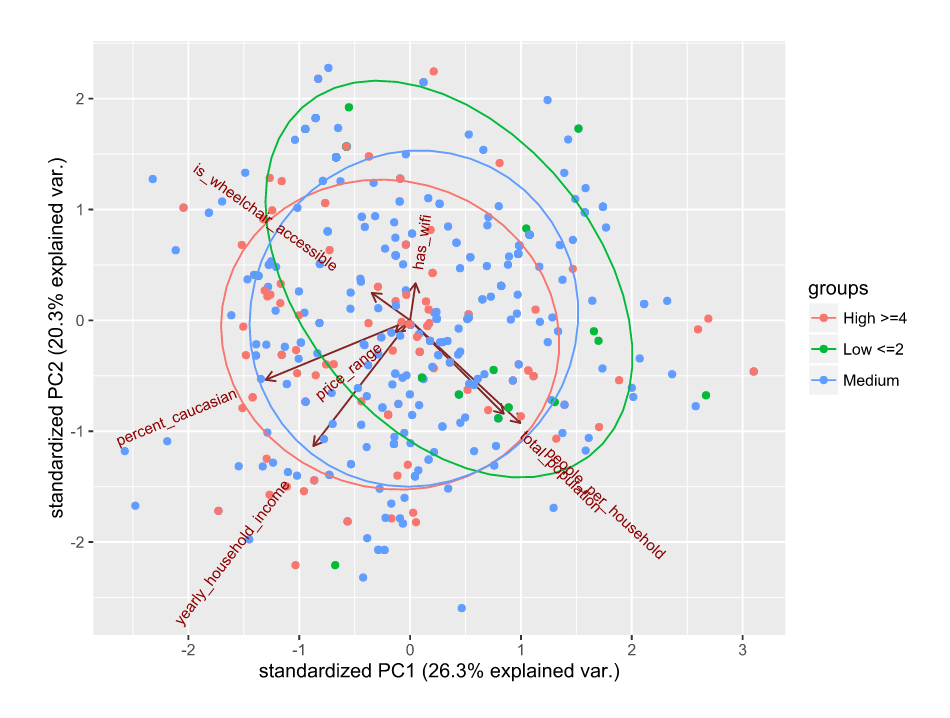 standardized PC2 (20.3% explained var.)
2
1
0
-1
-2
is_wheelchair_accessible
has_wifi
price_range
percent_caucasian
yearly_household_income
total_population
people_per_household
-2
-1
0
1
2
3
standardized PC1 (26.3% explained var.)
groups
High >=4
Low <=2
Medium